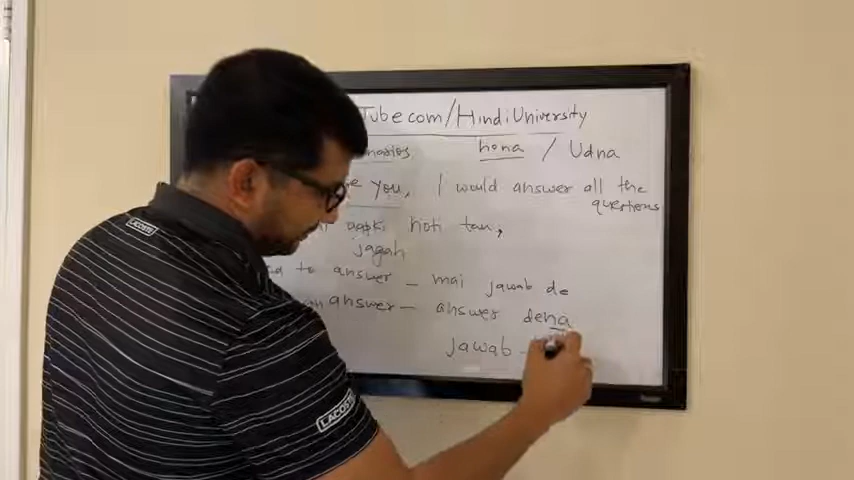 Tube com/HindiUniversity
hona / Udna
you, I would answer all the
questions
aapki hoti tau,
jagah
to answer - mai jawab de
answer - answer dena
jawab -
LACOSTE
LACOSTE